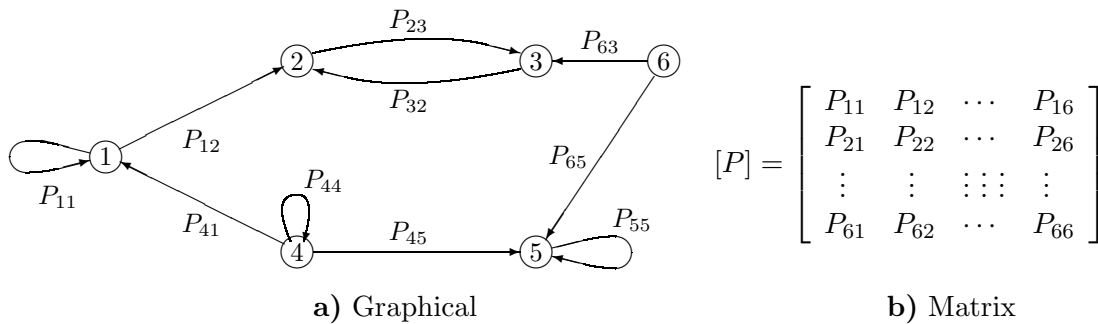 P23
2
3
P63
6
P32
P12
1
P11
P41
P44
4
P45
P65
5
P55
a) Graphical
[P] =
P11 P12 ··· P16
P21 P22 ··· P26
⋮ ⋮ ⋮⋮⋮ ⋮
P61 P62 ··· P66
b) Matrix